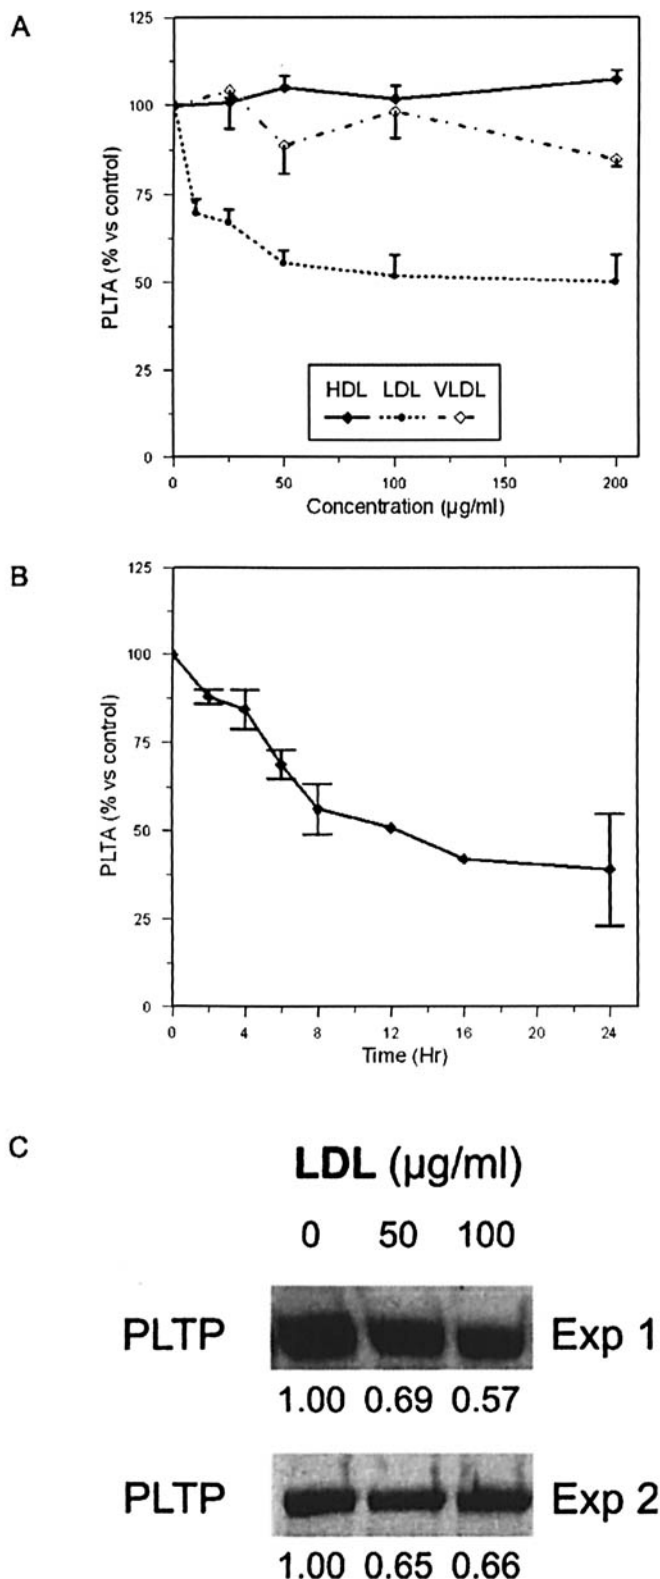 A
125
100
75
50
25
0
PLTA (% vs control)
HDL LDL VLDL
0 50 100 150 200
Concentration (µg/ml)
B
125
100
75
50
25
0
PLTA (% vs control)
0 4 8 12 16 20 24
Time (Hr)
C
LDL (µg/ml)
0 50 100
PLTP Exp 1
1.00 0.69 0.57
PLTP Exp 2
1.00 0.65 0.66